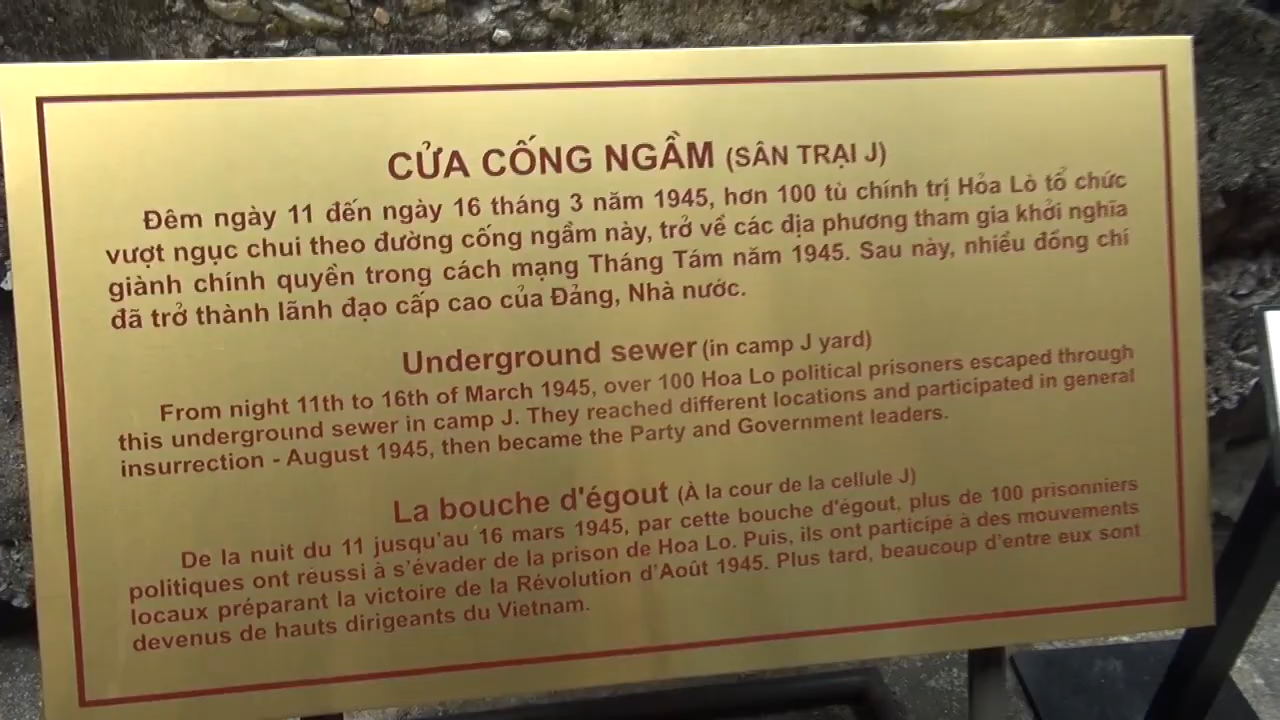 CỬA CỐNG NGẦM (SÂN TRẠI J)
Đêm ngày 11 đến ngày 16 tháng 3 năm 1945, hơn 100 tù chính trị Hỏa Lò tổ chức
vượt ngục chui theo đường cống ngầm này, trở về các địa phương tham gia khởi nghĩa
giành chính quyền trong cách mạng Tháng Tám năm 1945. Sau này, nhiều đồng chí
đã trở thành lãnh đạo cấp cao của Đảng, Nhà nước.
Underground sewer (in camp J yard)
From night 11th to 16th of March 1945, over 100 Hoa Lo political prisoners escaped through
this underground sewer in camp J. They reached different locations and participated in general
insurrection - August 1945, then became the Party and Government leaders.
La bouche d'égout (À la cour de la cellule J)
De la nuit du 11 jusqu'au 16 mars 1945, par cette bouche d'égout, plus de 100 prisonniers
politiques ont réussi à s'évader de la prison de Hoa Lo. Puis, ils ont participé à des mouvements
locaux préparant la victoire de la Révolution d'Août 1945. Plus tard, beaucoup d'entre eux sont
devenus de hauts dirigeants du Vietnam.